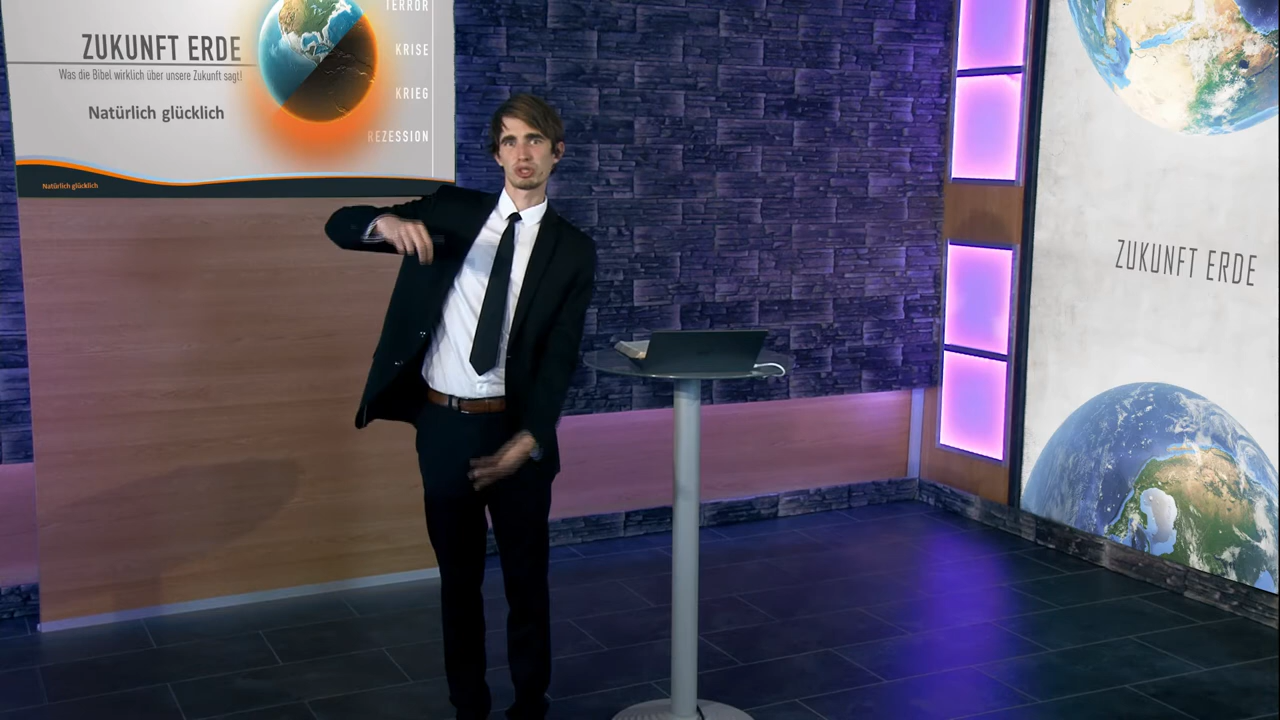 TERROR
ZUKUNFT ERDE
KRISE
Was die Bibel wirklich über unsere Zukunft sagt!
KRIEG
Natürlich glücklich
REZESSION
Natürlich glücklich
ZUKUNFT ERDE